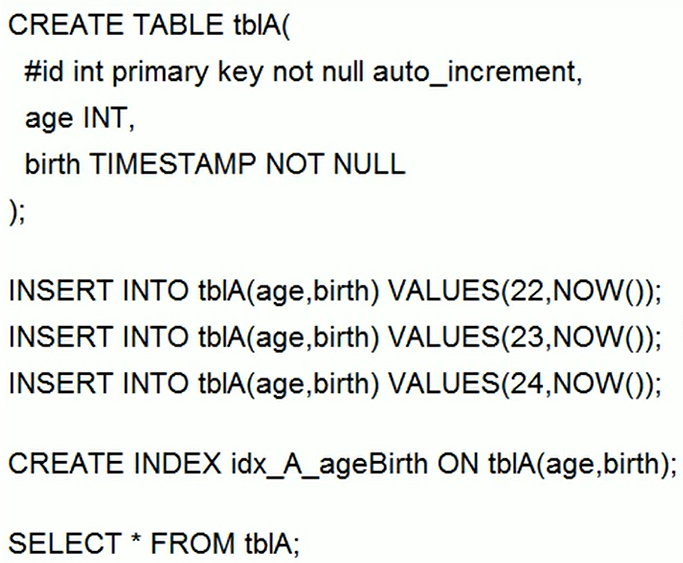 CREATE TABLE tblA(
#id int primary key not null auto_increment,
age INT,
birth TIMESTAMP NOT NULL
);
INSERT INTO tblA(age,birth) VALUES(22,NOW());
INSERT INTO tblA(age,birth) VALUES(23,NOW());
INSERT INTO tblA(age,birth) VALUES(24,NOW());
CREATE INDEX idx_A_ageBirth ON tblA(age,birth);
SELECT * FROM tblA;